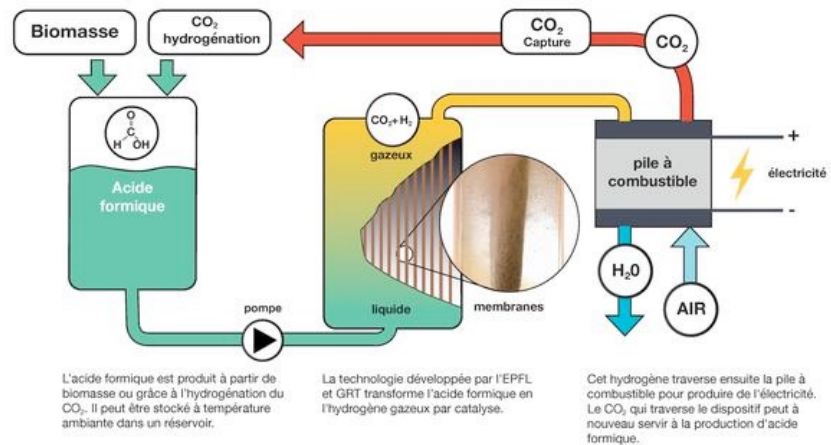 Biomasse
CO₂
hydrogénation
CO₂
Capture
CO₂
O
H
OH
Acide
formique
CO₂+H₂
gazeux
liquide
membranes
pompe
pile à
combustible
+
électricité
-
H₂0
AIR
L'acide formique est produit à partir de
biomasse ou grâce à l'hydrogénation du
CO₂. Il peut être stocké à température
ambiante dans un réservoir.
La technologie développée par l'EPFL
et GRT transforme l'acide formique en
l'hydrogène gazeux par catalyse.
Cet hydrogène traverse ensuite la pile à
combustible pour produire de l'électricité.
Le CO₂ qui traverse le dispositif peut à
nouveau servir à la production d'acide
formique.